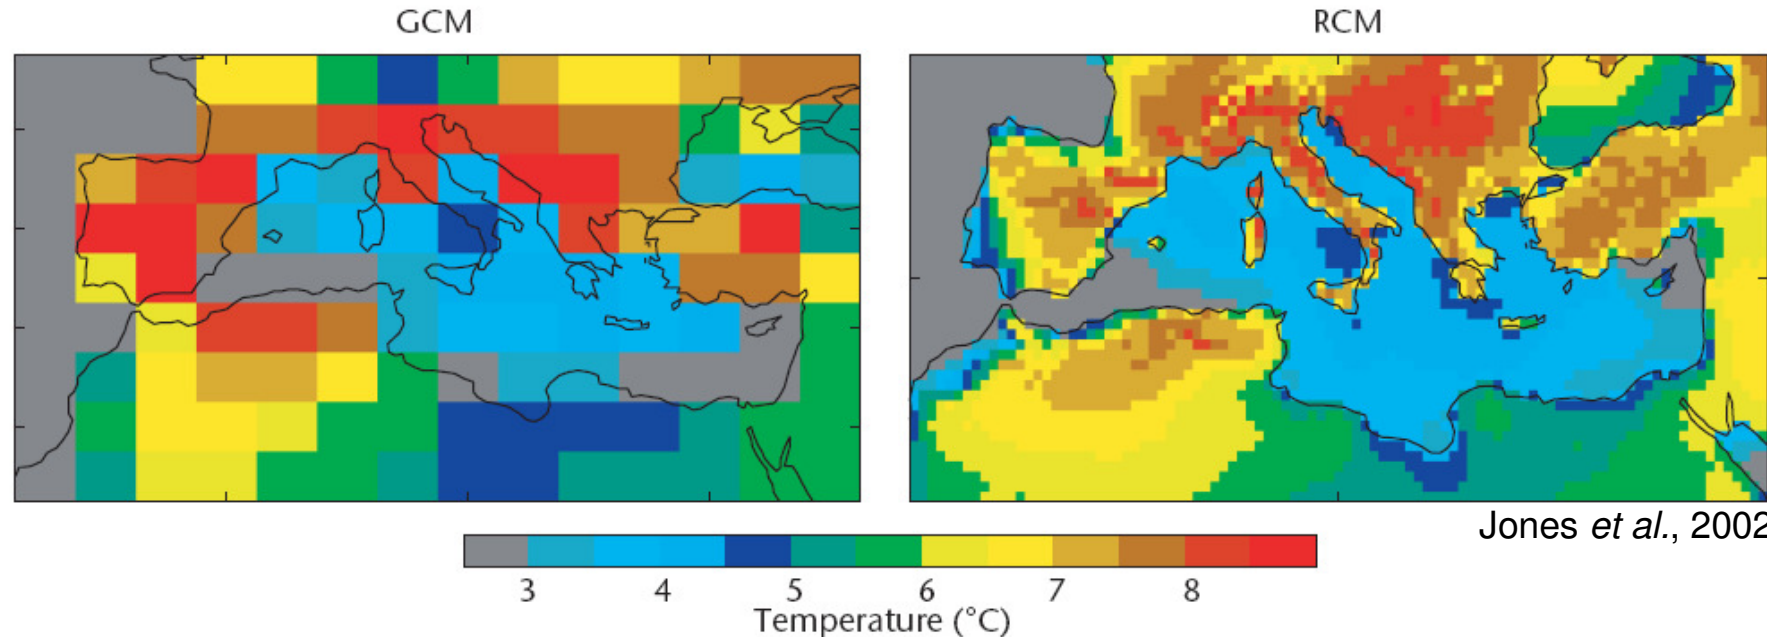 GCM
RCM
Jones et al., 2002
3 4 5 6 7 8
Temperature (°C)